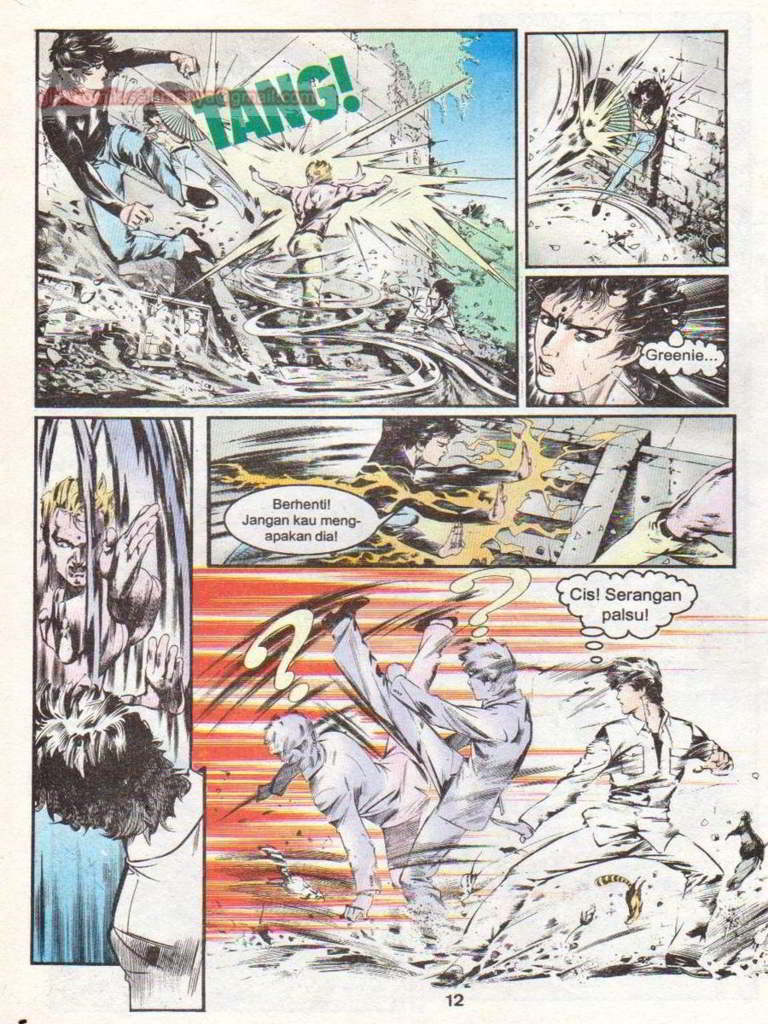 TANG!
Greenie...
Berhenti!
Jangan kau meng-
apakan dia!
Cis! Serangan
palsu!
?
?
12